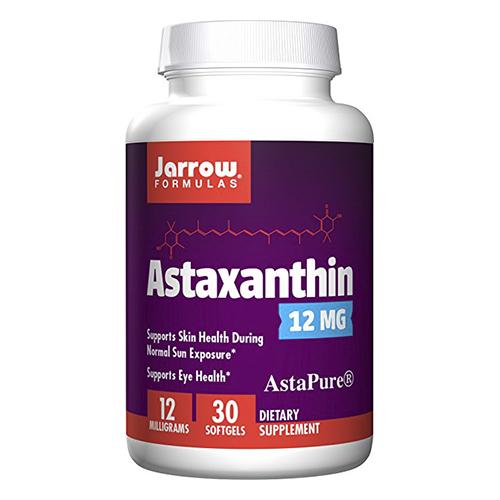 Jarrow®
FORMULAS
Astaxanthin
12 MG
Supports Skin Health During
Normal Sun Exposure*
Supports Eye Health*
AstaPure®
12
MILLIGRAMS
30
SOFTGELS
DIETARY
SUPPLEMENT